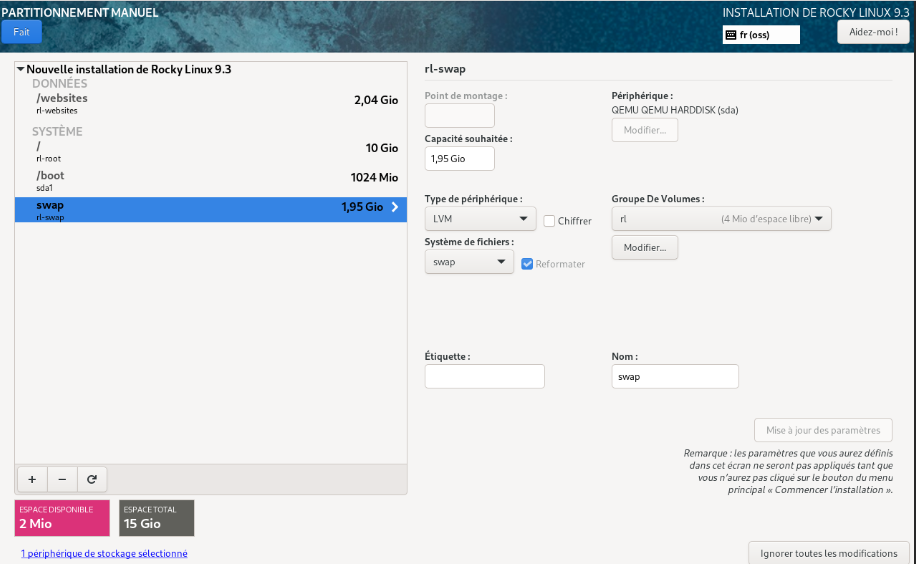 PARTITIONNEMENT MANUEL
INSTALLATION DE ROCKY LINUX 9.3
Fait
fr (oss)
Aidez-moi !
Nouvelle installation de Rocky Linux 9.3
DONNÉES
/websites
2,04 Gio
rl-websites
SYSTÈME
/
10 Gio
rl-root
/boot
1024 Mio
sda1
swap
1,95 Gio
rl-swap
+ −
ESPACE DISPONIBLE
2 Mio
ESPACE TOTAL
15 Gio
1 périphérique de stockage sélectionné
rl-swap
Point de montage :
Périphérique :
QEMU QEMU HARDDISK (sda)
Modifier...
Capacité souhaitée :
1,95 Gio
Type de périphérique :
Groupe De Volumes :
LVM
Chiffrer
rl (4 Mio d'espace libre)
Système de fichiers :
Modifier...
swap
Reformater
Étiquette :
Nom :
swap
Mise à jour des paramètres
Remarque : les paramètres que vous aurez définis
dans cet écran ne seront pas appliqués tant que
vous n'aurez pas cliqué sur le bouton du menu
principal « Commencer l'installation ».
Ignorer toutes les modifications